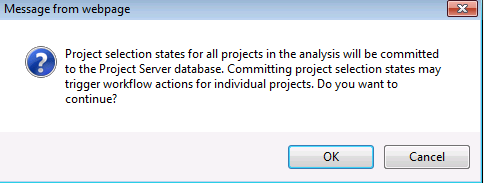 Message from webpage
Project selection states for all projects in the analysis will be committed
to the Project Server database. Committing project selection states may
trigger workflow actions for individual projects. Do you want to
continue?
OK
Cancel